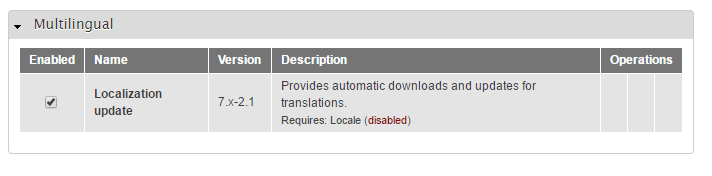 Multilingual
Enabled Name Version Description Operations
Localization update 7.x-2.1 Provides automatic downloads and updates for
translations.
Requires: Locale (disabled)